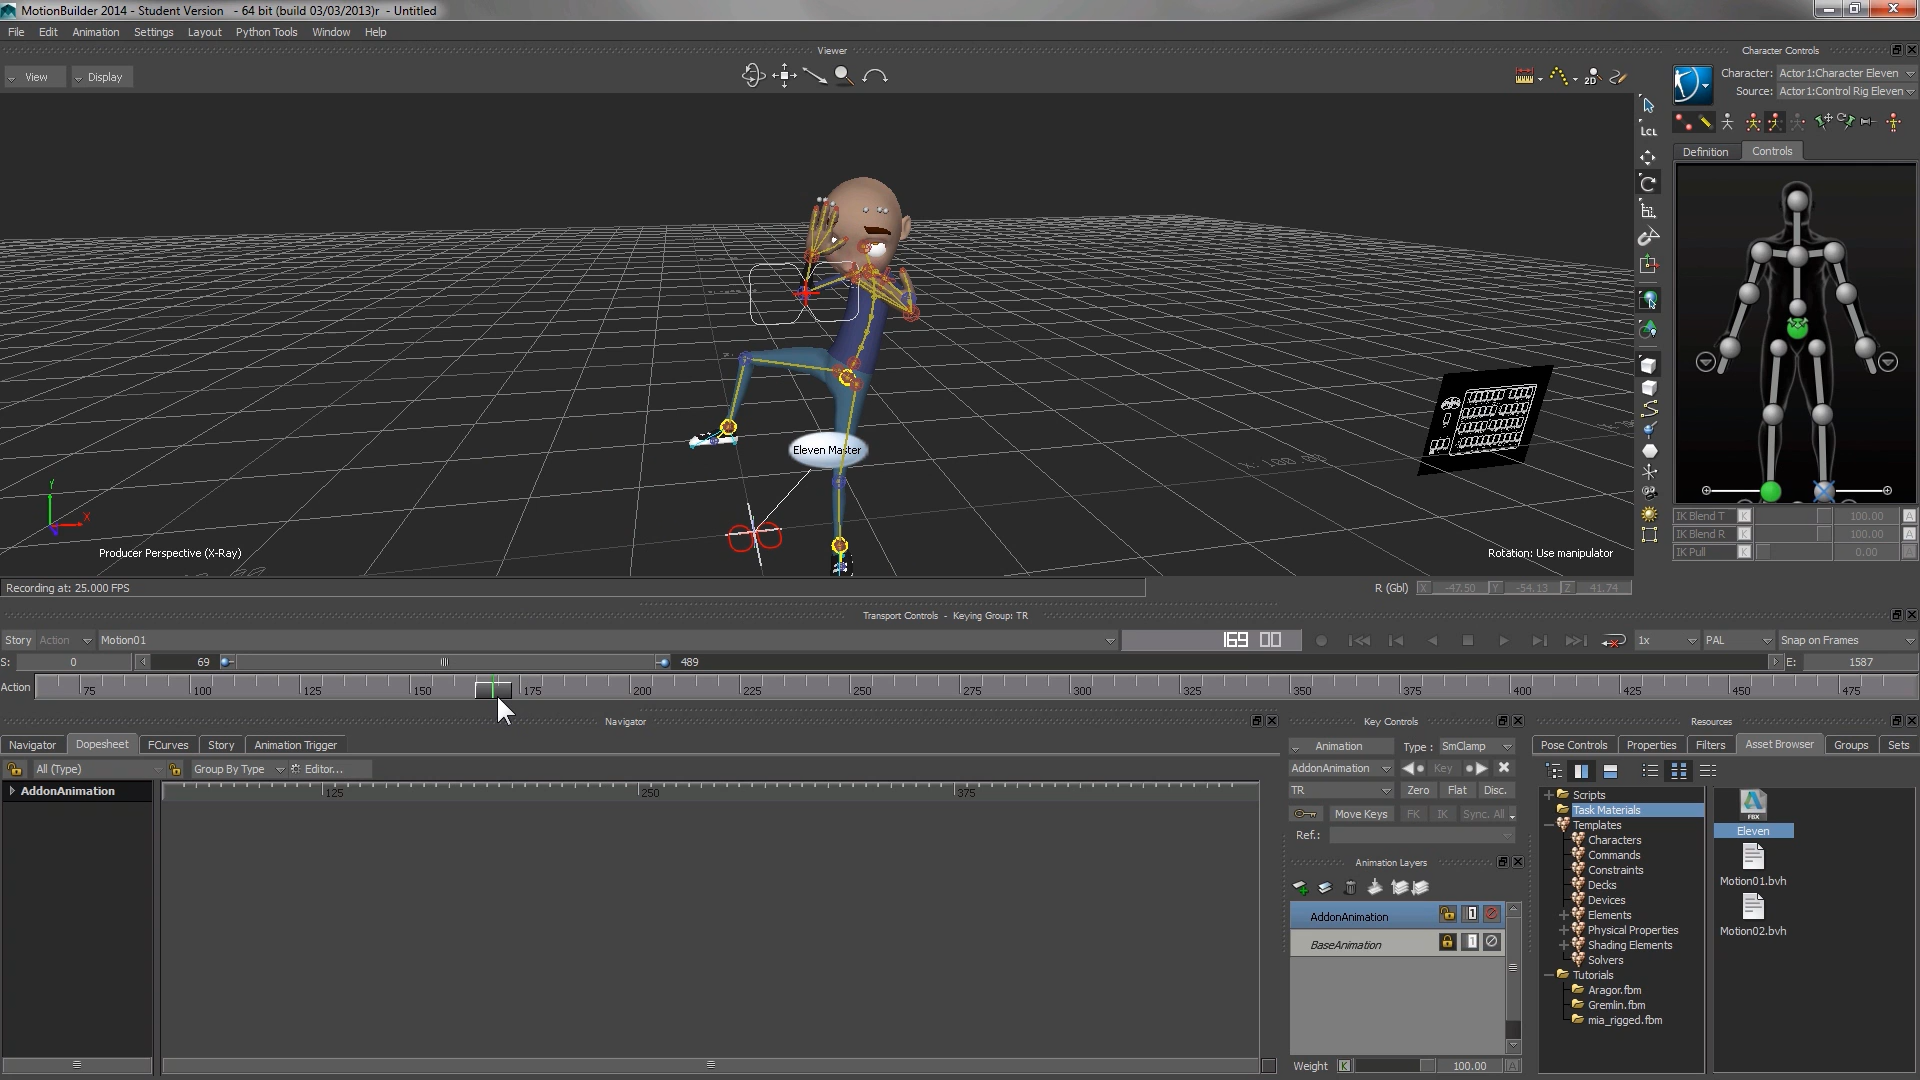 MotionBuilder 2014 - Student Version - 64 bit (build 03/03/2013)r - Untitled
File Edit Animation Settings Layout Python Tools Window Help
Viewer
View Display
2D
Eleven Master
Producer Perspective (X-Ray)
Rotation: Use manipulator
Y
X
LCL
Recording at: 25.000 FPS
R (Gbl) X -47.50 Y -54.13 Z 41.74
Character Controls
Character: Actor1:Character Eleven
Source: Actor1:Control Rig Eleven
Definition Controls
IK Blend T K 100.00 A
IK Blend R K 100.00 A
IK Pull K 0.00 A
Transport Controls - Keying Group: TR
Story Action Motion01 169 00 1x PAL Snap on Frames
S: 0 69 489 E: 1587
Action 75 100 125 150 175 200 225 250 275 300 325 350 375 400 425 450 475
Navigator
Navigator Dopesheet FCurves Story Animation Trigger
All (Type) Group By Type Editor...
AddonAnimation
125 250 375
Key Controls
Animation Type : SmClamp
AddonAnimation Key
TR Zero Flat Disc.
Move Keys FK IK Sync. All
Ref.:
Animation Layers
AddonAnimation 1
BaseAnimation 1
Weight K 100.00 A
Resources
Pose Controls Properties Filters Asset Browser Groups Sets
Scripts
Task Materials
Templates
Characters
Commands
Constraints
Decks
Devices
Elements
Physical Properties
Shading Elements
Solvers
Tutorials
Aragor.fbm
Gremlin.fbm
mia_rigged.fbm
FBX
Eleven
Motion01.bvh
Motion02.bvh